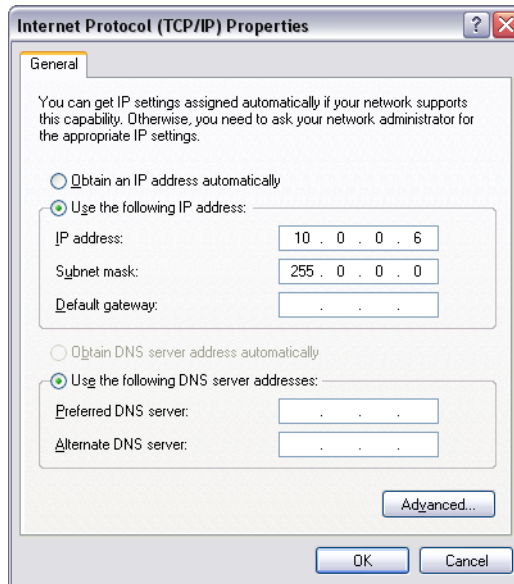 Internet Protocol (TCP/IP) Properties
General
You can get IP settings assigned automatically if your network supports
this capability. Otherwise, you need to ask your network administrator for
the appropriate IP settings.
Obtain an IP address automatically
Use the following IP address:
IP address: 10 . 0 . 0 . 6
Subnet mask: 255 . 0 . 0 . 0
Default gateway: . . .
Obtain DNS server address automatically
Use the following DNS server addresses:
Preferred DNS server: . . .
Alternate DNS server: . . .
Advanced...
OK Cancel